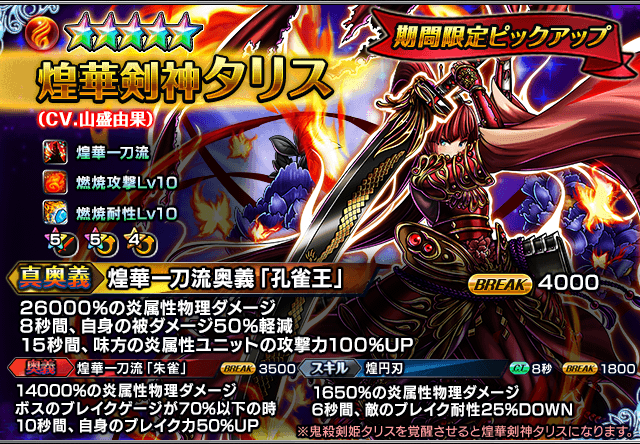 期間限定ピックアップ
煌華剣神タリス
(CV.山盛由果)
煌華一刀流
燃焼攻撃Lv10
燃焼耐性Lv10
5 5 4
真奥義 煌華一刀流奥義「孔雀王」 BREAK 4000
26000%の炎属性物理ダメージ
8秒間、自身の被ダメージ50%軽減
15秒間、味方の炎属性ユニットの攻撃力100%UP
奥義 煌華一刀流「朱雀」 BREAK 3500
14000%の炎属性物理ダメージ
ボスのブレイクゲージが70%以下の時
10秒間、自身のブレイク力50%UP
スキル 煌円刃 CT 8秒 BREAK 1800
1650%の炎属性物理ダメージ
6秒間、敵のブレイク耐性25%DOWN
※鬼殺剣姫タリスを覚醒させると煌華剣神タリスになります。